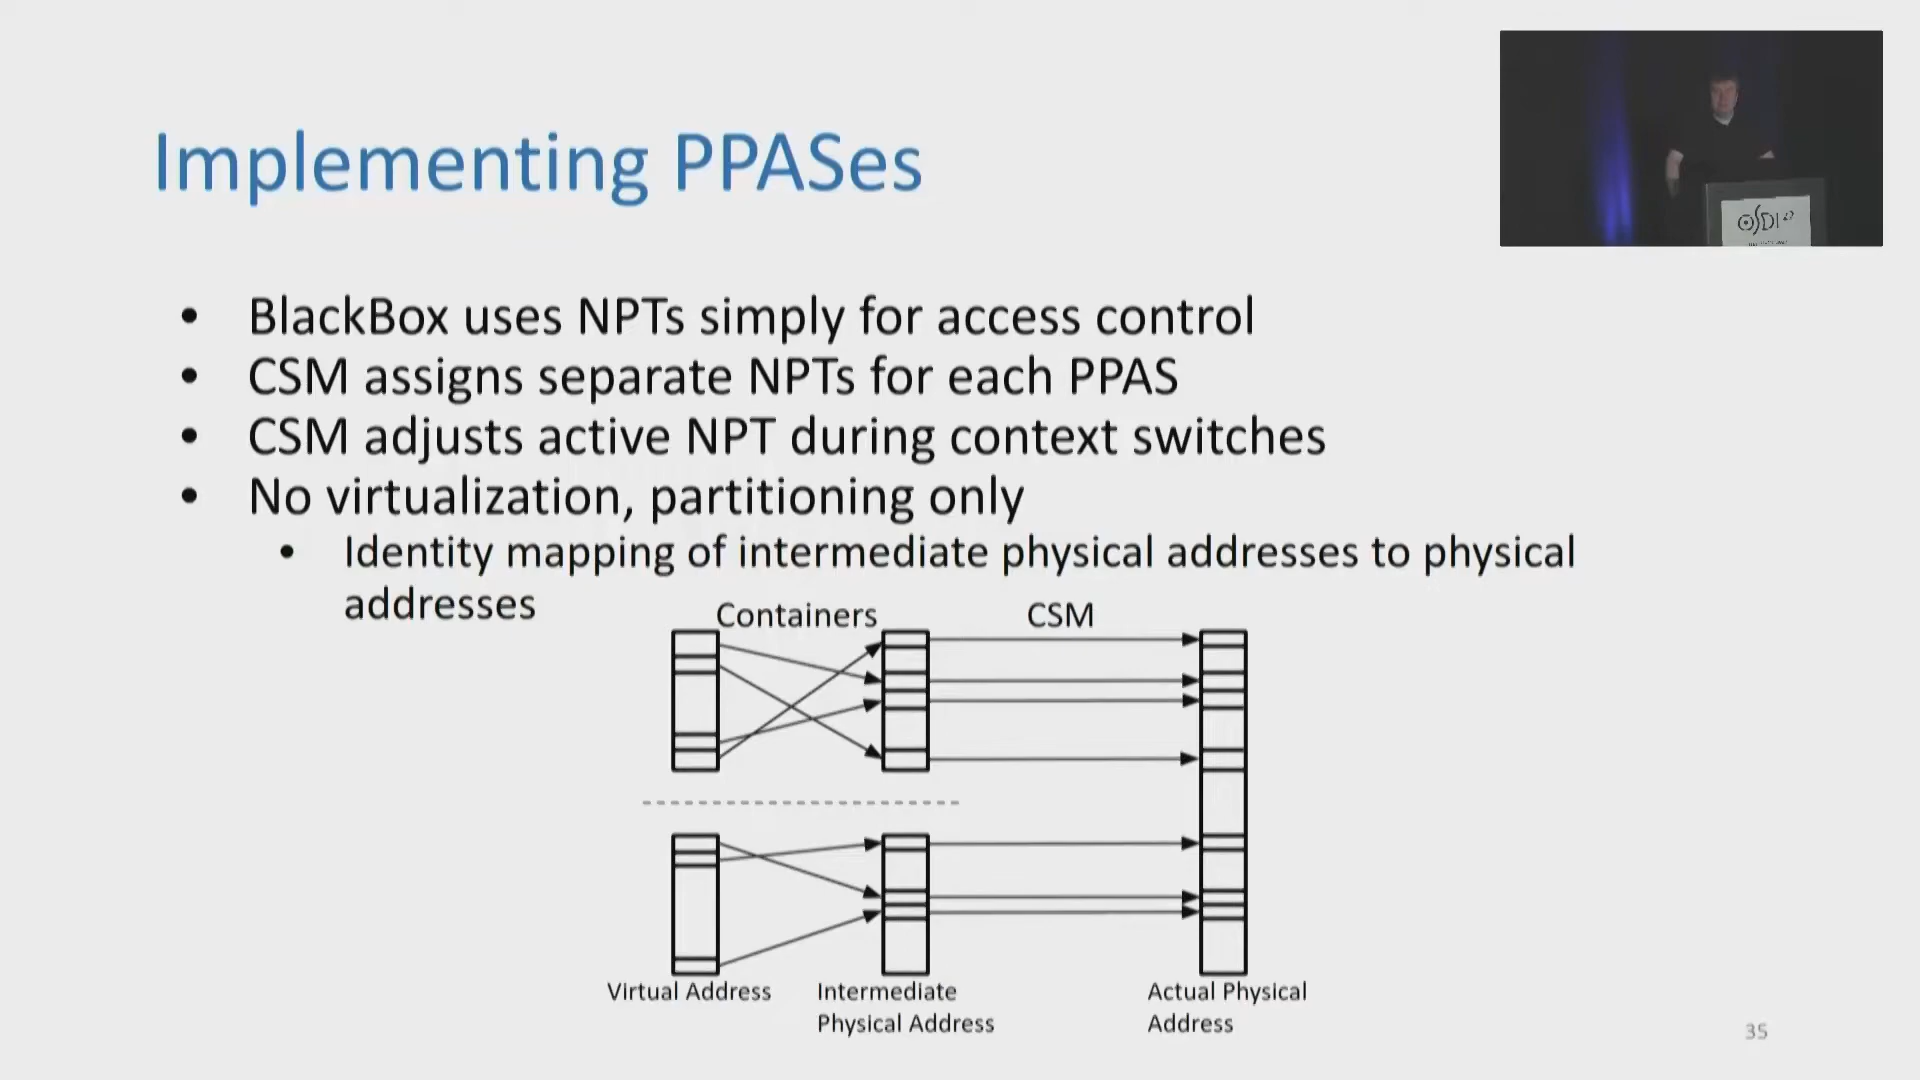 Implementing PPASes
• BlackBox uses NPTs simply for access control
• CSM assigns separate NPTs for each PPAS
• CSM adjusts active NPT during context switches
• No virtualization, partitioning only
• Identity mapping of intermediate physical addresses to physical
addresses
Containers
CSM
Virtual Address
Intermediate
Physical Address
Actual Physical
Address
35